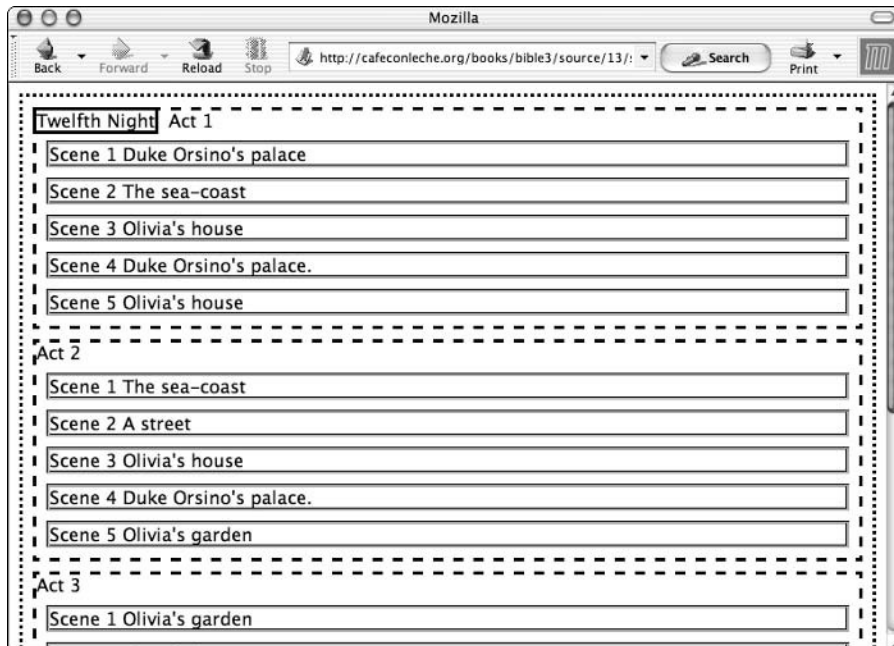 Mozilla
Back Forward Reload Stop http://cafeconleche.org/books/bible3/source/13/ Search Print
Twelfth Night Act 1
Scene 1 Duke Orsino's palace
Scene 2 The sea-coast
Scene 3 Olivia's house
Scene 4 Duke Orsino's palace.
Scene 5 Olivia's house
Act 2
Scene 1 The sea-coast
Scene 2 A street
Scene 3 Olivia's house
Scene 4 Duke Orsino's palace.
Scene 5 Olivia's garden
Act 3
Scene 1 Olivia's garden